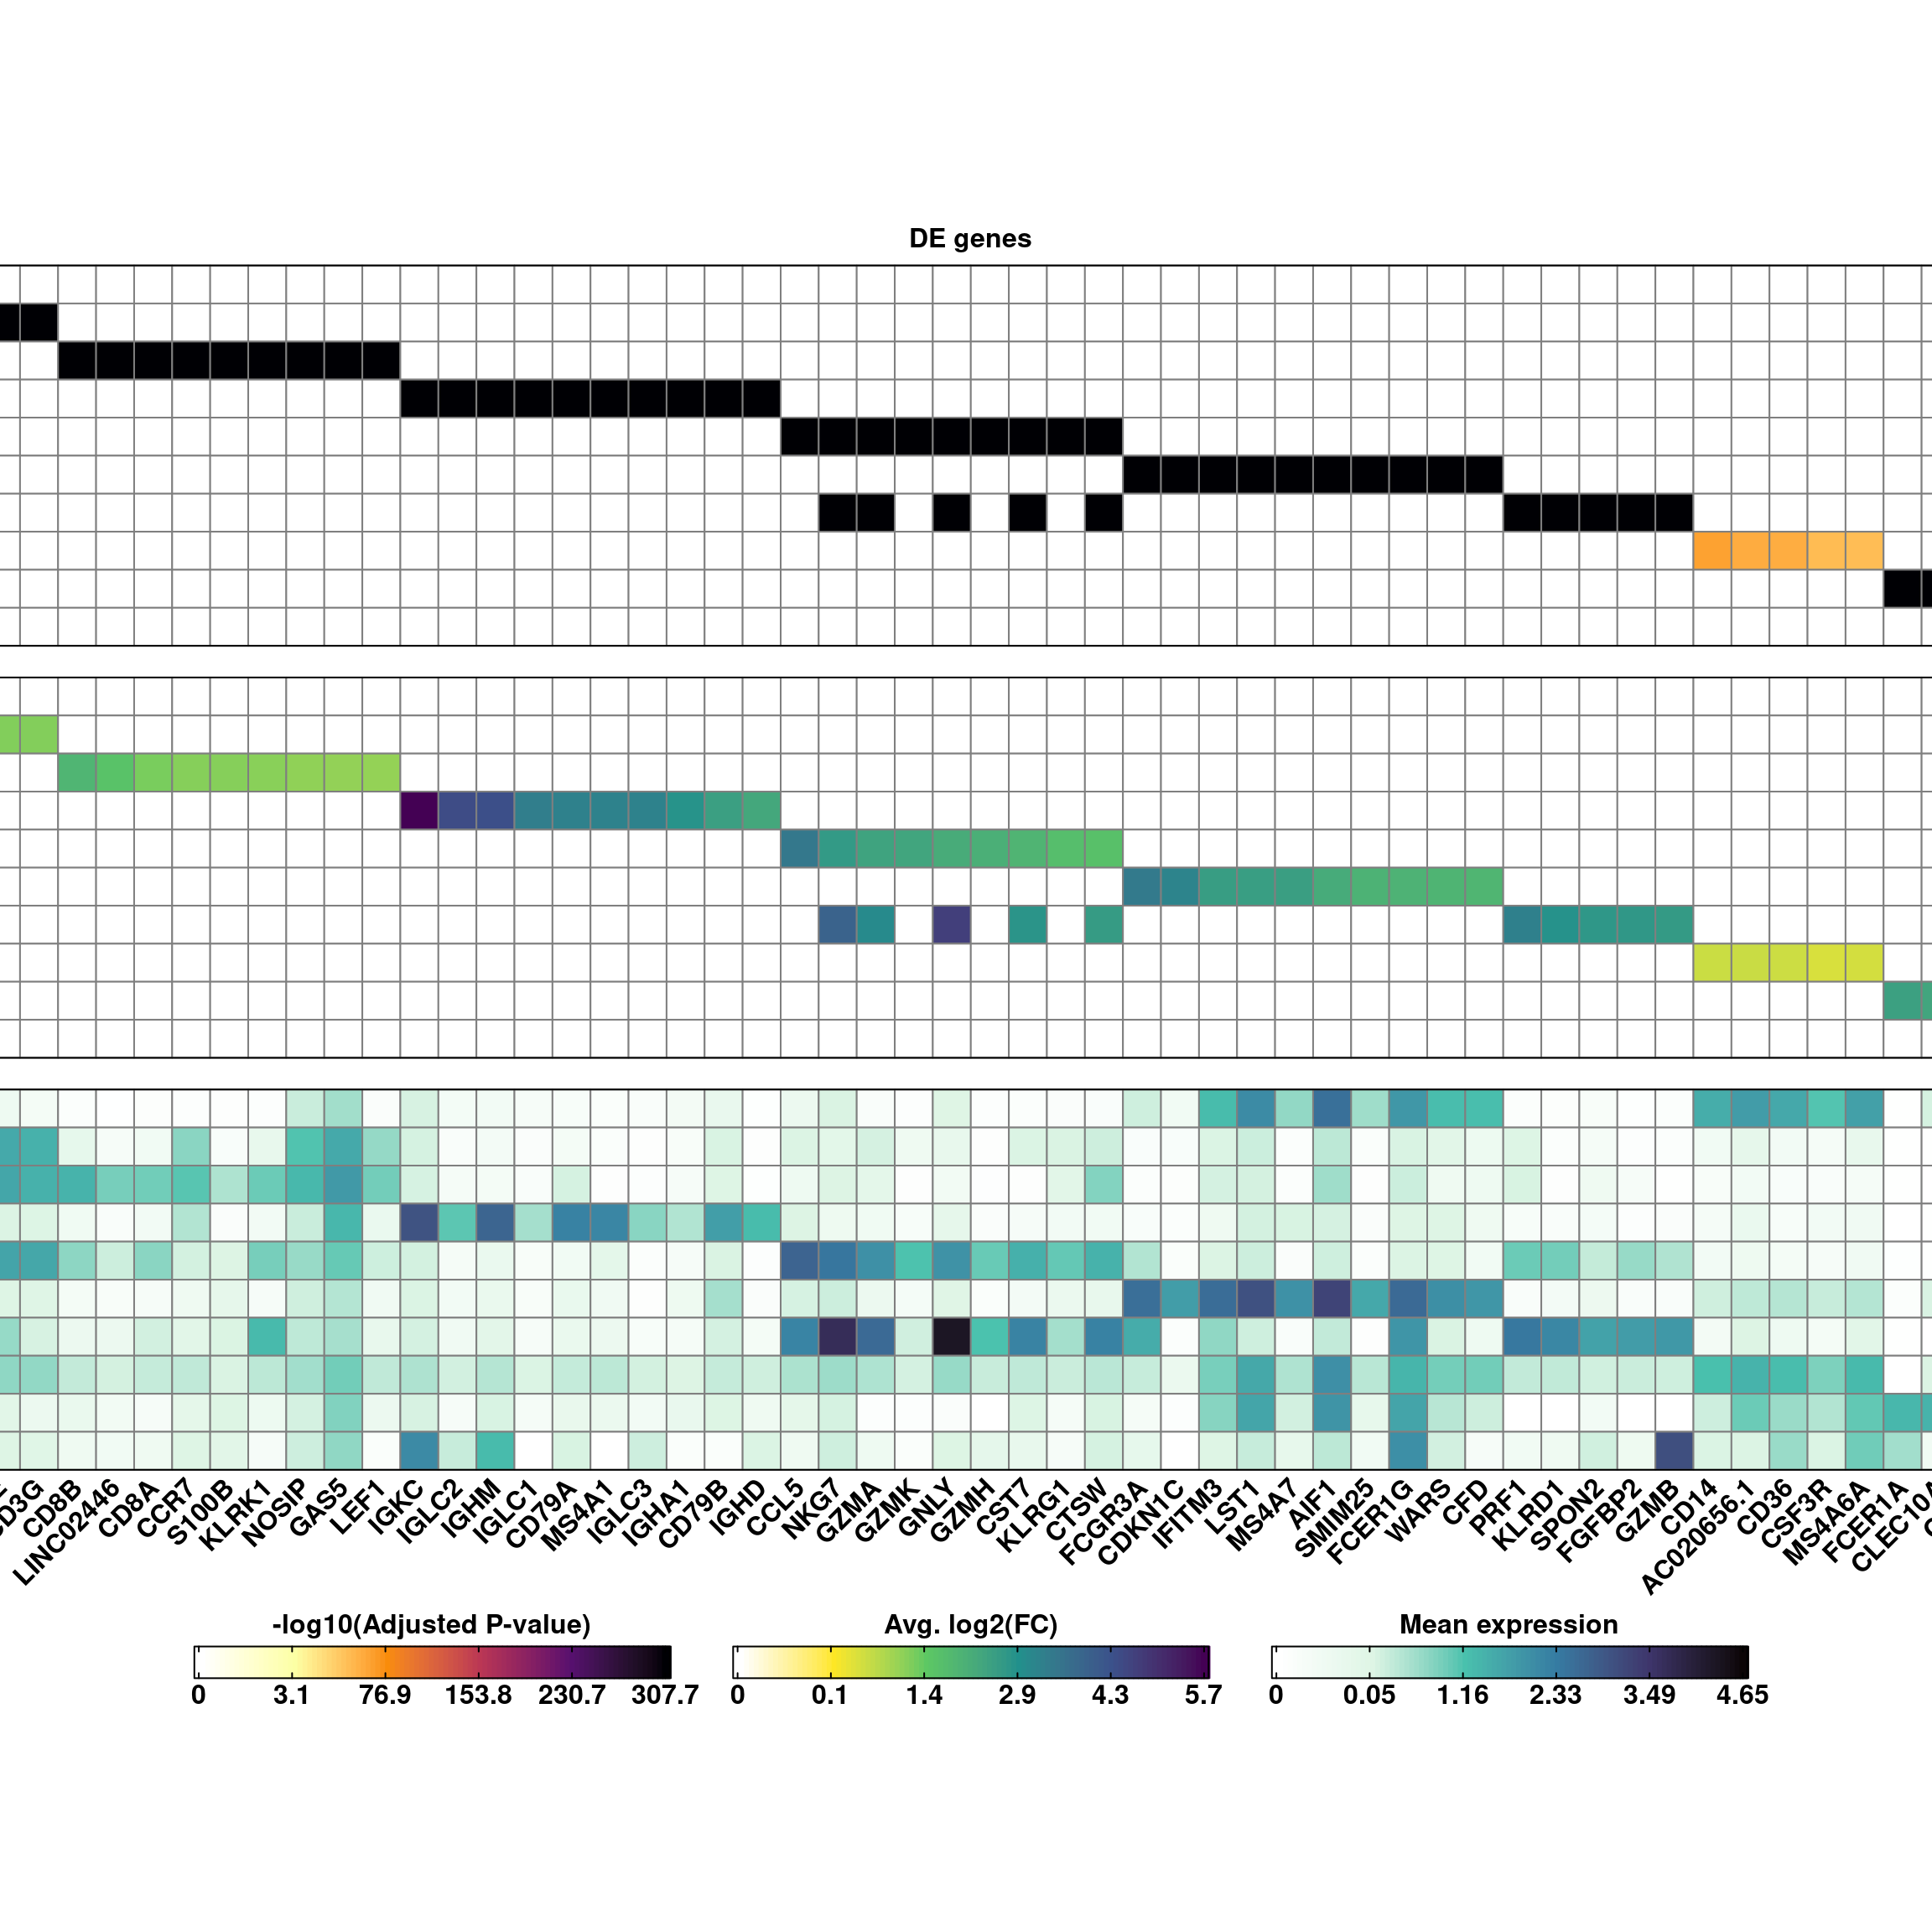 DE genes
CD3G
CD8B
LINC02446
CD8A
CCR7
S100B
KLRK1
NOSIP
GAS5
LEF1
IGKC
IGLC2
IGHM
IGLC1
CD79A
MS4A1
IGLC3
IGHA1
CD79B
IGHD
CCL5
NKG7
GZMA
GZMK
GNLY
GZMH
CST7
KLRG1
CTSW
FCGR3A
CDKN1C
IFITM3
LST1
MS4A7
AIF1
SMIM25
FCER1G
WARS
CFD
PRF1
KLRD1
SPON2
FGFBP2
GZMB
CD14
AC020656.1
CD36
CSF3R
MS4A6A
FCER1A
CLEC10A
-log10(Adjusted P-value) Avg. log2(FC) Mean expression
0 3.1 76.9 153.8 230.7 307.7 0 0.1 1.4 2.9 4.3 5.7 0 0.05 1.16 2.33 3.49 4.65